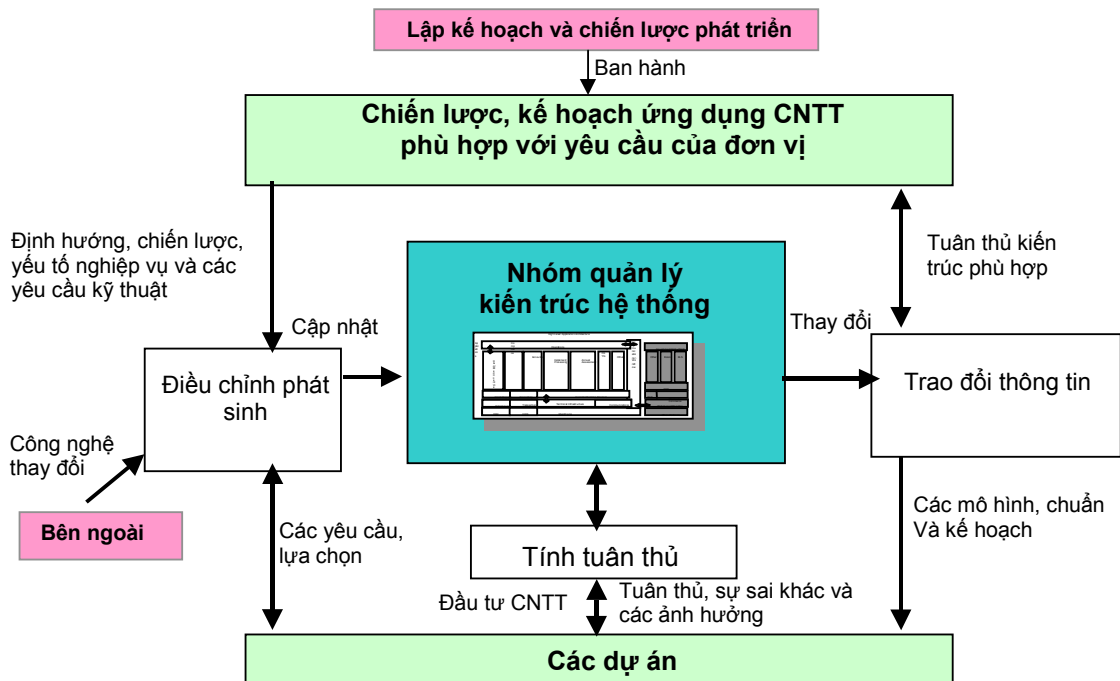 Lập kế hoạch và chiến lược phát triển
Ban hành
Chiến lược, kế hoạch ứng dụng CNTT
phù hợp với yêu cầu của đơn vị
Định hướng, chiến lược,
yếu tố nghiệp vụ và các
yêu cầu kỹ thuật
Tuân thủ kiến
trúc phù hợp
Nhóm quản lý
kiến trúc hệ thống
Cập nhật
Thay đổi
Điều chỉnh phát
sinh
Trao đổi thông tin
Công nghệ
thay đổi
Bên ngoài
Các yêu cầu,
lựa chọn
Tính tuân thủ
Các mô hình, chuẩn
Và kế hoạch
Đầu tư CNTT
Tuân thủ, sự sai khác và
các ảnh hưởng
Các dự án